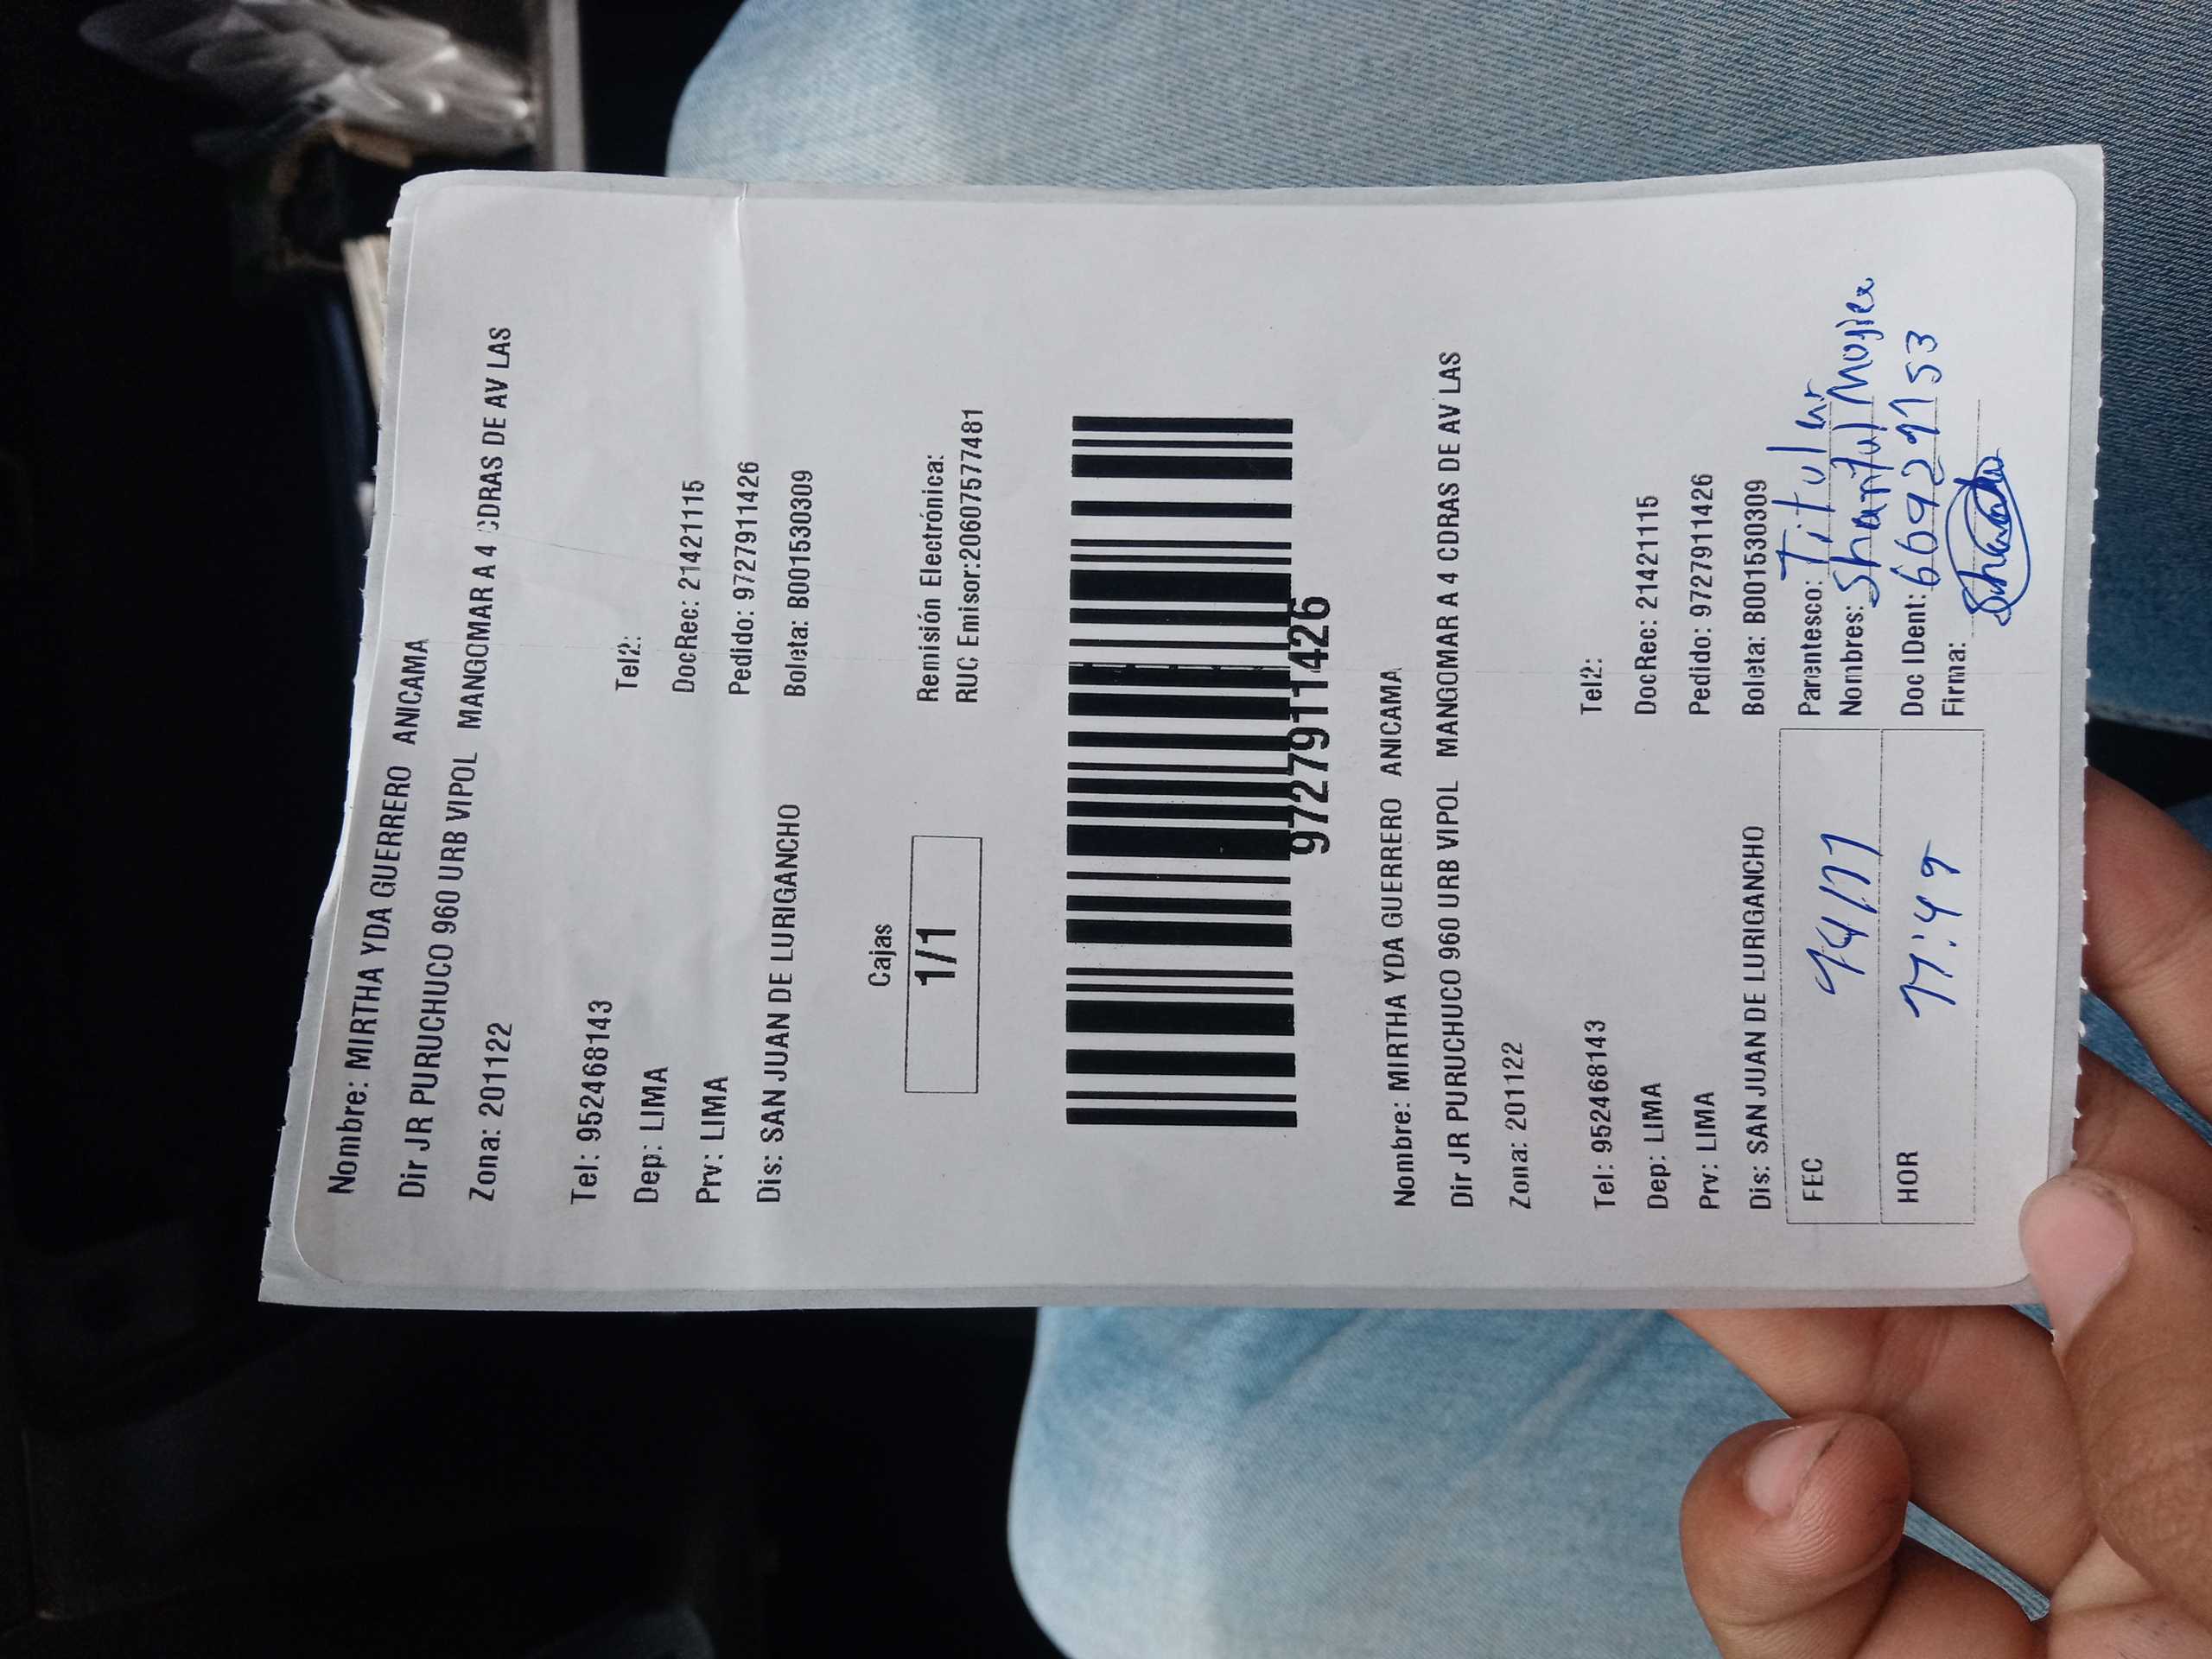 Nombre: MIRTHA YDA GUERRERO ANICAMA
Dir JR PURUCHUCO 960 URB VIPOL MANGOMAR A 4 CDRAS DE AV LAS
Zona: 201122
Tel: 952468143
Tel2:
Dep: LIMA
DocRec: 21421115
Prv: LIMA
Pedido: 9727911426
Dis: SAN JUAN DE LURIGANCHO
Boleta: B001530309
Cajas
1/1
Remisión Electrónica:
RUC Emisor:20607577481
9727911426
Nombre: MIRTHA YDA GUERRERO ANICAMA
Dir JR PURUCHUCO 960 URB VIPOL MANGOMAR A 4 CDRAS DE AV LAS
Zona: 201122
Tel: 952468143
Tel2:
Dep: LIMA
DocRec: 21421115
Prv: LIMA
Pedido: 9727911426
Dis: SAN JUAN DE LURIGANCHO
Boleta: B001530309
FEC
Parentesco: Titular
Nombres:
HOR 17:49
Doc IDent:
Firma: